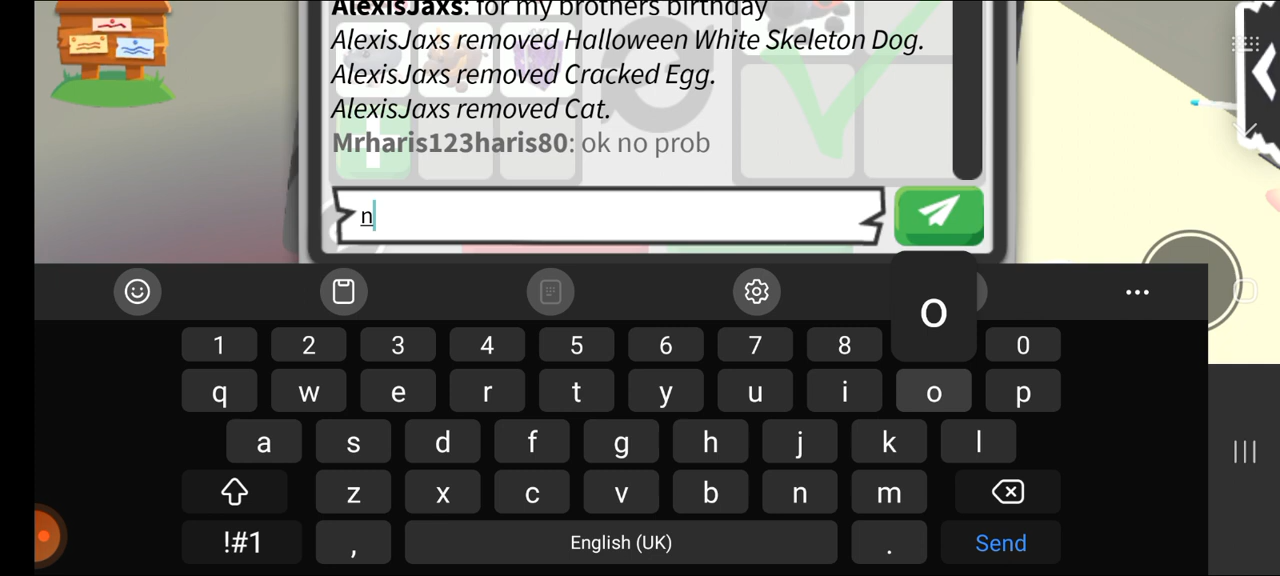 AlexisJaxs: for my brothers birthday
AlexisJaxs removed Halloween White Skeleton Dog.
AlexisJaxs removed Cracked Egg.
AlexisJaxs removed Cat.
Mrharis123haris80: ok no prob
n
o
1 2 3 4 5 6 7 8 0
q w e r t y u i o p
a s d f g h j k l
z x c v b n m
!#1 , English (UK) . Send